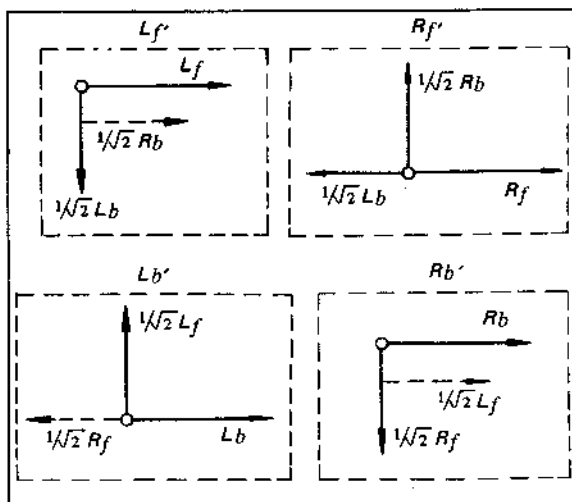 Lf' Rf'
Lf
1/√2 Rb
1/√2 Lb
1/√2 Rb
1/√2 Lb
Rf
Lb' Rb'
1/√2 Lf
1/√2 Rf
Lb
Rb
1/√2 Lf
1/√2 Rf